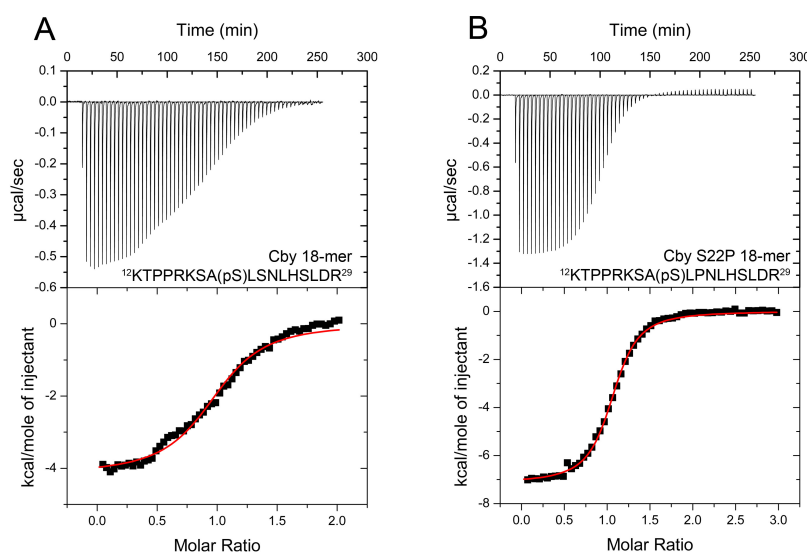 A
Time (min)
0 50 100 150 200 250 300
0.1
0.0
-0.1
-0.2
-0.3
-0.4
-0.5
-0.6
µcal/sec
Cby 18-mer
¹²KTPPRKSA(pS)LSNLHSLDR²⁹
0
-2
-4
kcal/mole of injectant
0.0 0.5 1.0 1.5 2.0
Molar Ratio
B
Time (min)
0 50 100 150 200 250 300
0.2
0.0
-0.2
-0.4
-0.6
-0.8
-1.0
-1.2
-1.4
-1.6
µcal/sec
Cby S22P 18-mer
¹²KTPPRKSA(pS)LPNLHSLDR²⁹
0
-2
-4
-6
-8
kcal/mole of injectant
0.0 0.5 1.0 1.5 2.0 2.5 3.0
Molar Ratio